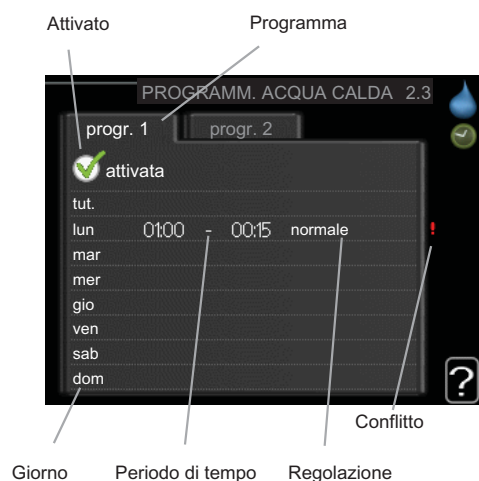 Attivato Programma
PROGRAMM. ACQUA CALDA 2.3
progr. 1 progr. 2
attivata
tut.
lun 01:00 - 00:15 normale !
mar
mer
gio
ven
sab
dom
?
Conflitto
Giorno Periodo di tempo Regolazione